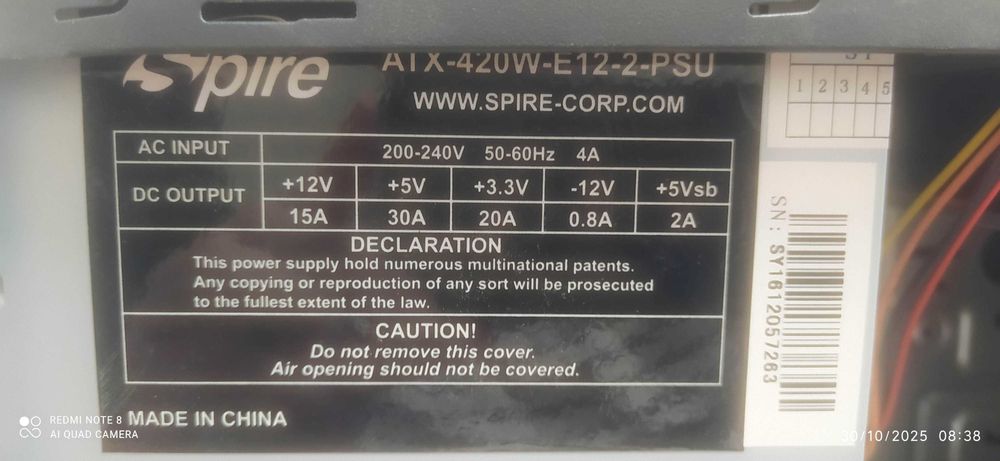 Spire
ATX-420W-E12-2-PSU
WWW.SPIRE-CORP.COM
AC INPUT 200-240V 50-60Hz 4A
DC OUTPUT +12V +5V +3.3V -12V +5Vsb
15A 30A 20A 0.8A 2A
DECLARATION
This power supply hold numerous multinational patents.
Any copying or reproduction of any sort will be prosecuted
to the fullest extent of the law.
CAUTION!
Do not remove this cover.
Air opening should not be covered.
MADE IN CHINA
1 2 3 4 5
SN: SY1612057263
REDMI NOTE 8
AI QUAD CAMERA
30/10/2025 08:38